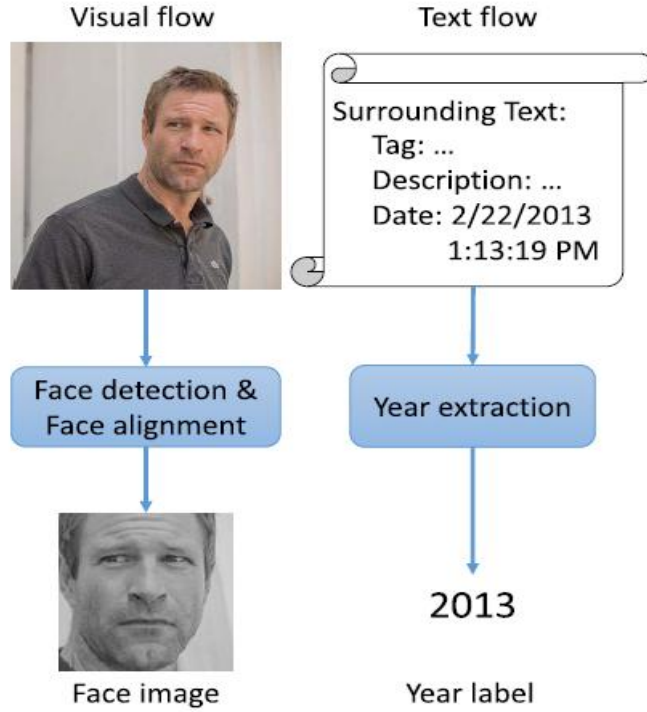 Visual flow
Text flow
Surrounding Text:
Tag: ...
Description: ...
Date: 2/22/2013
1:13:19 PM
Face detection &
Face alignment
Year extraction
2013
Face image
Year label